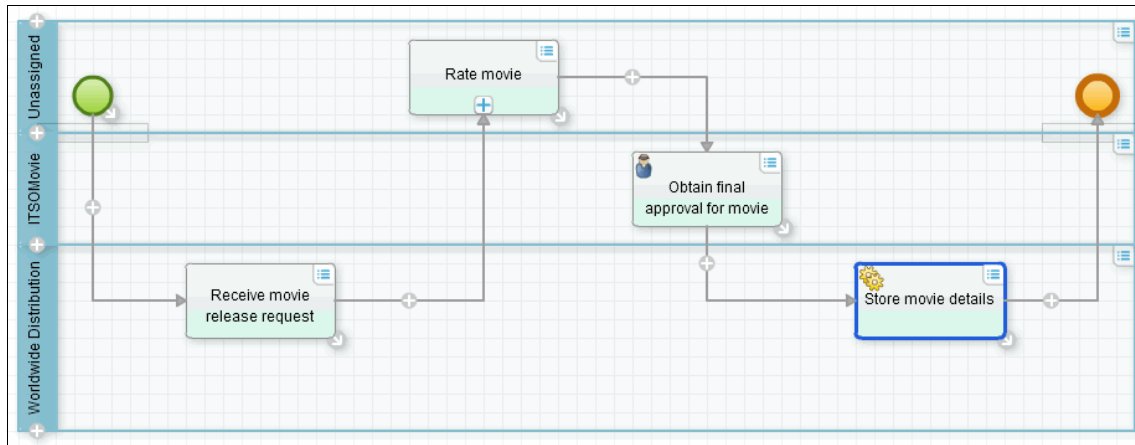 Unassigned
Rate movie
ITSOMovie
Obtain final
approval for movie
Worldwide Distribution
Receive movie
release request
Store movie details